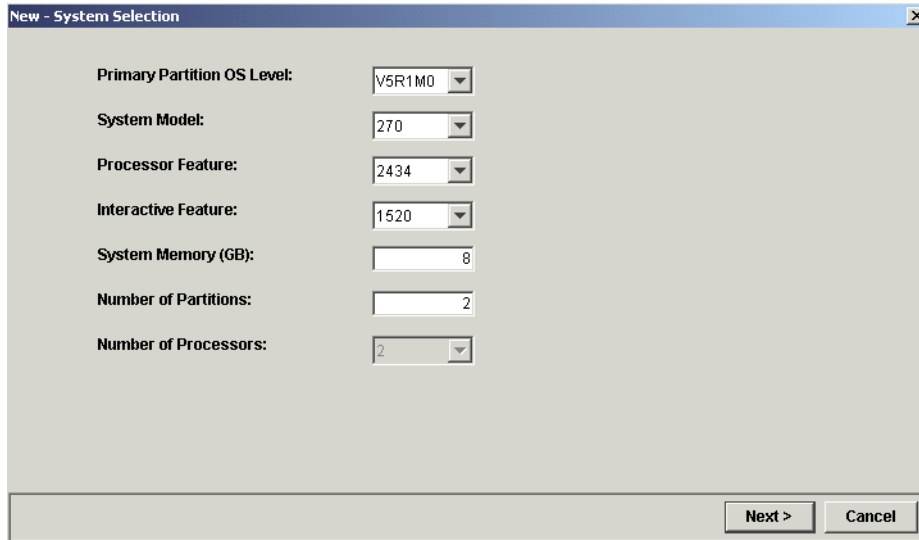 New - System Selection
Primary Partition OS Level: V5R1M0
System Model: 270
Processor Feature: 2434
Interactive Feature: 1520
System Memory (GB): 8
Number of Partitions: 2
Number of Processors: 2
Next > Cancel